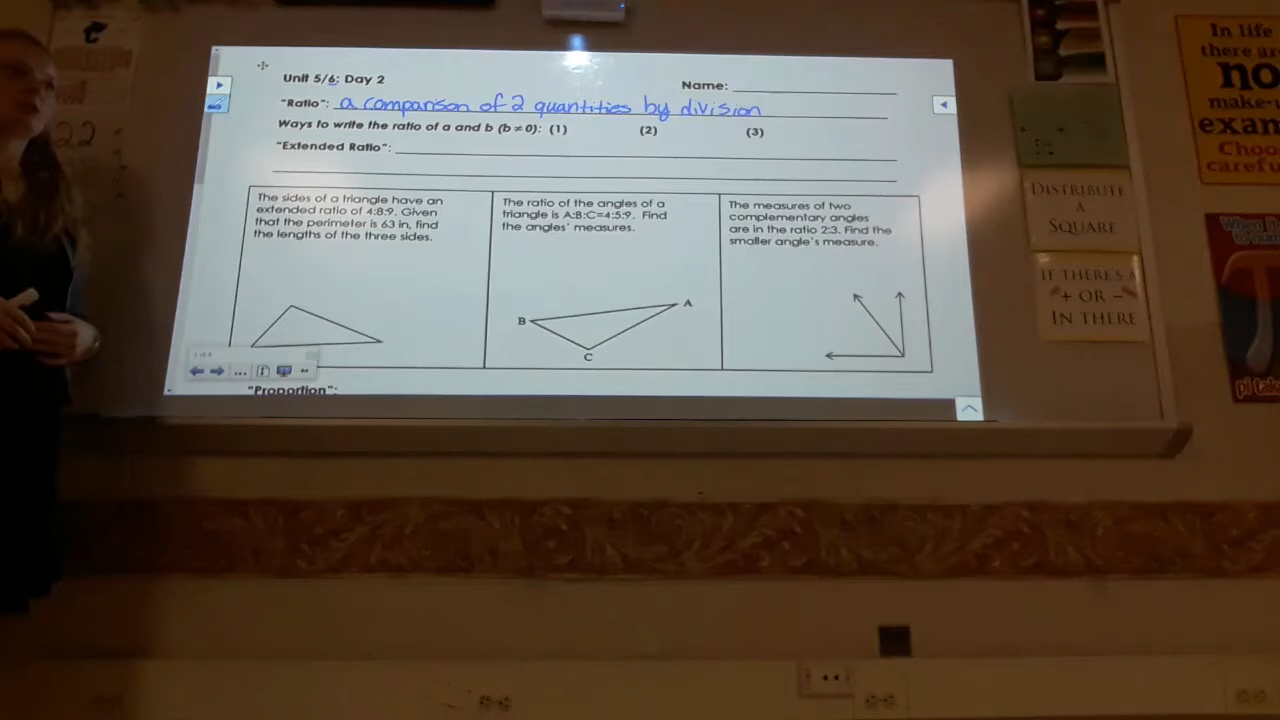 Unit 5/6: Day 2
Name:
"Ratio": a comparison of 2 quantities by division
Ways to write the ratio of a and b (b ≠ 0): (1) (2) (3)
"Extended Ratio":
The sides of a triangle have an
extended ratio of 4:8:9. Given
that the perimeter is 63 in, find
the lengths of the three sides.
The ratio of the angles of a
triangle is A:B:C=4:5:9. Find
the angles' measures.
The measures of two
complementary angles
are in the ratio 2:3. Find the
smaller angle's measure.
B
A
C
"Proportion":
DISTRIBUTE
A
SQUARE
IF THERE'S A
+ OR –
IN THERE
In life
there ar
no
make-
exam
Choo
carefu
pi tak